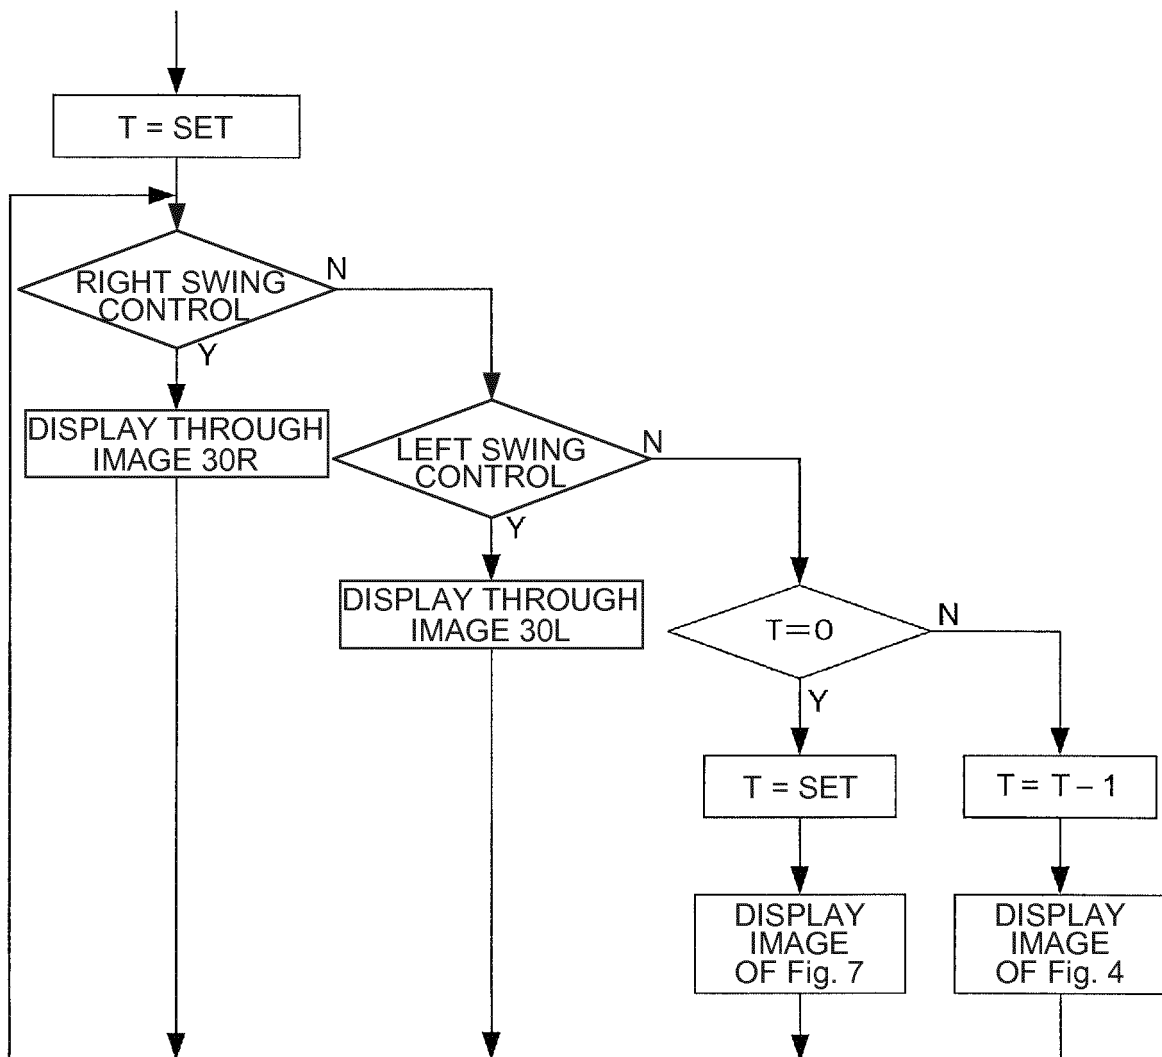 T = SET
RIGHT SWING
CONTROL
N
Y
DISPLAY THROUGH
IMAGE 30R
LEFT SWING
CONTROL
N
Y
DISPLAY THROUGH
IMAGE 30L
T=0
N
Y
T = SET
T = T – 1
DISPLAY
IMAGE
OF Fig. 7
DISPLAY
IMAGE
OF Fig. 4